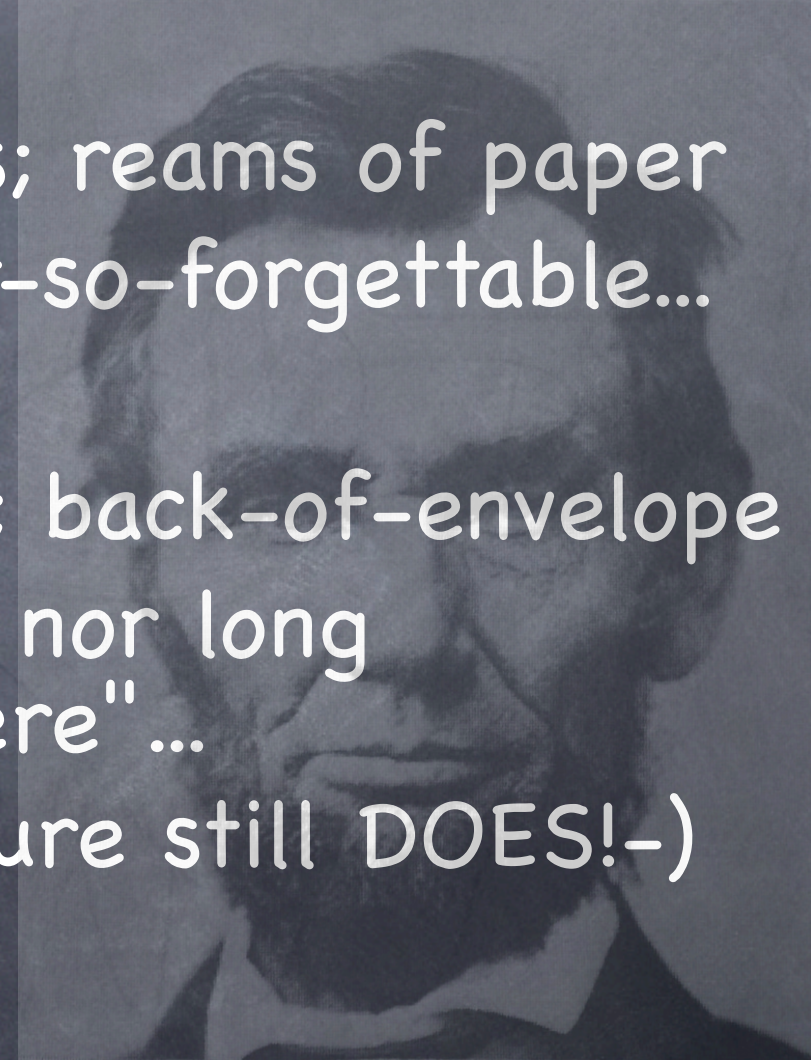 s; reams of paper
-so-forgettable...
back-of-envelope
nor long
ere"...
ure still DOES!-)